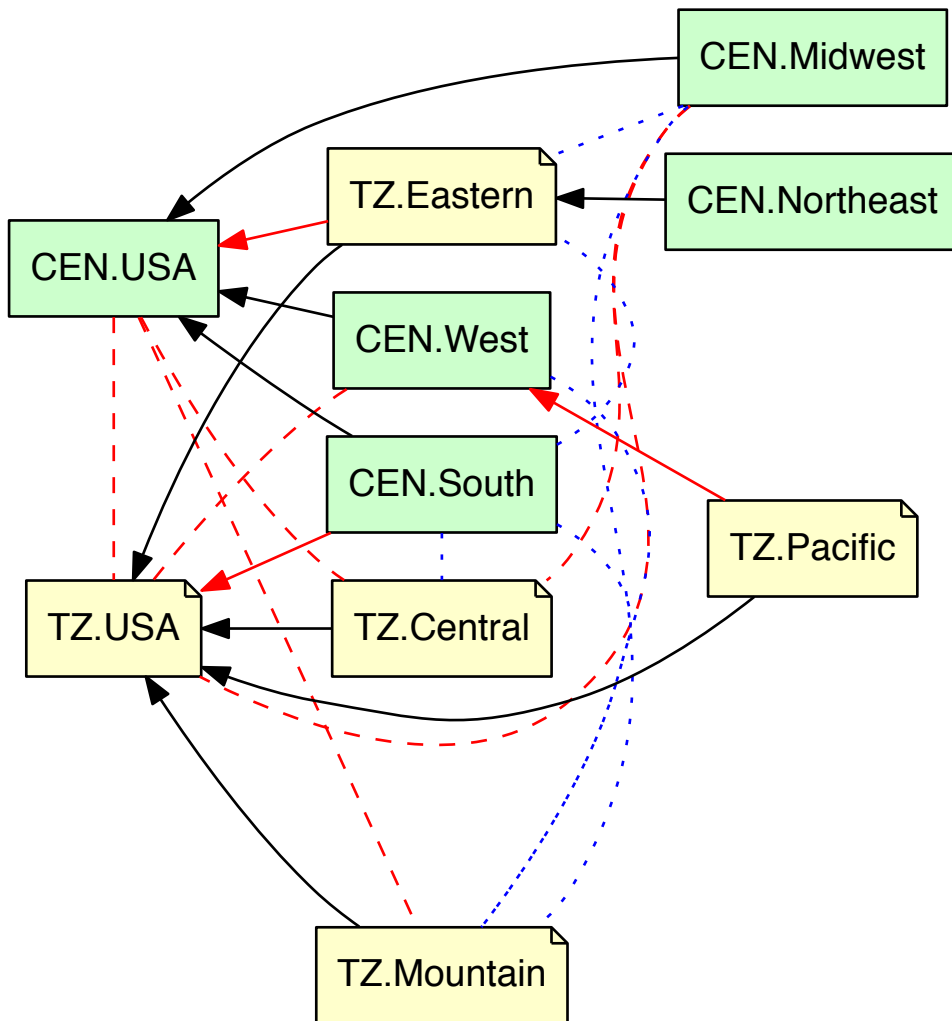 CEN.Midwest
TZ.Eastern
CEN.Northeast
CEN.USA
CEN.West
CEN.South
TZ.Pacific
TZ.USA
TZ.Central
TZ.Mountain